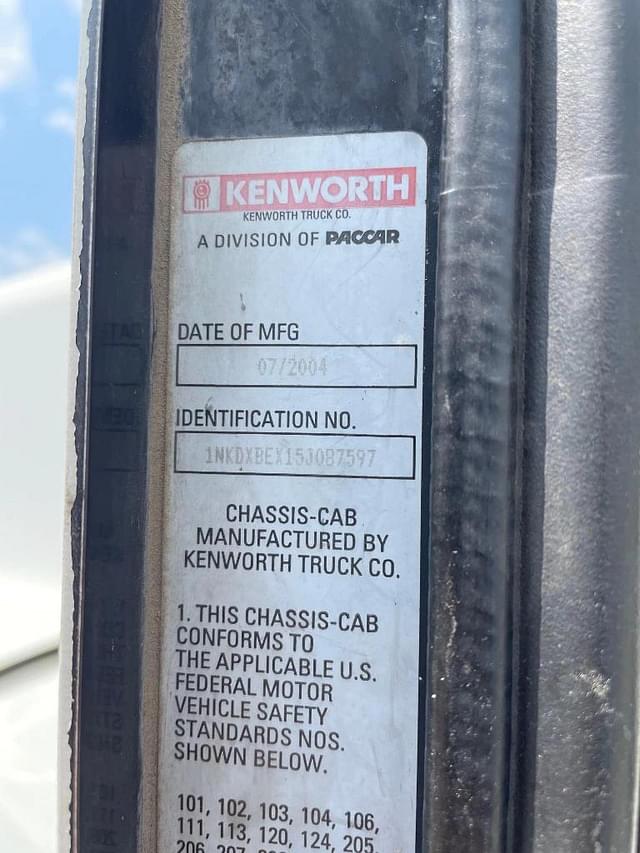 KENWORTH
KENWORTH TRUCK CO.
A DIVISION OF PACCAR
DATE OF MFG
07/2004
IDENTIFICATION NO.
1NKDXBEX15J087597
CHASSIS-CAB
MANUFACTURED BY
KENWORTH TRUCK CO.
1. THIS CHASSIS-CAB
CONFORMS TO
THE APPLICABLE U.S.
FEDERAL MOTOR
VEHICLE SAFETY
STANDARDS NOS.
SHOWN BELOW.
101, 102, 103, 104, 106,
111, 113, 120, 124, 205,
206, 207,